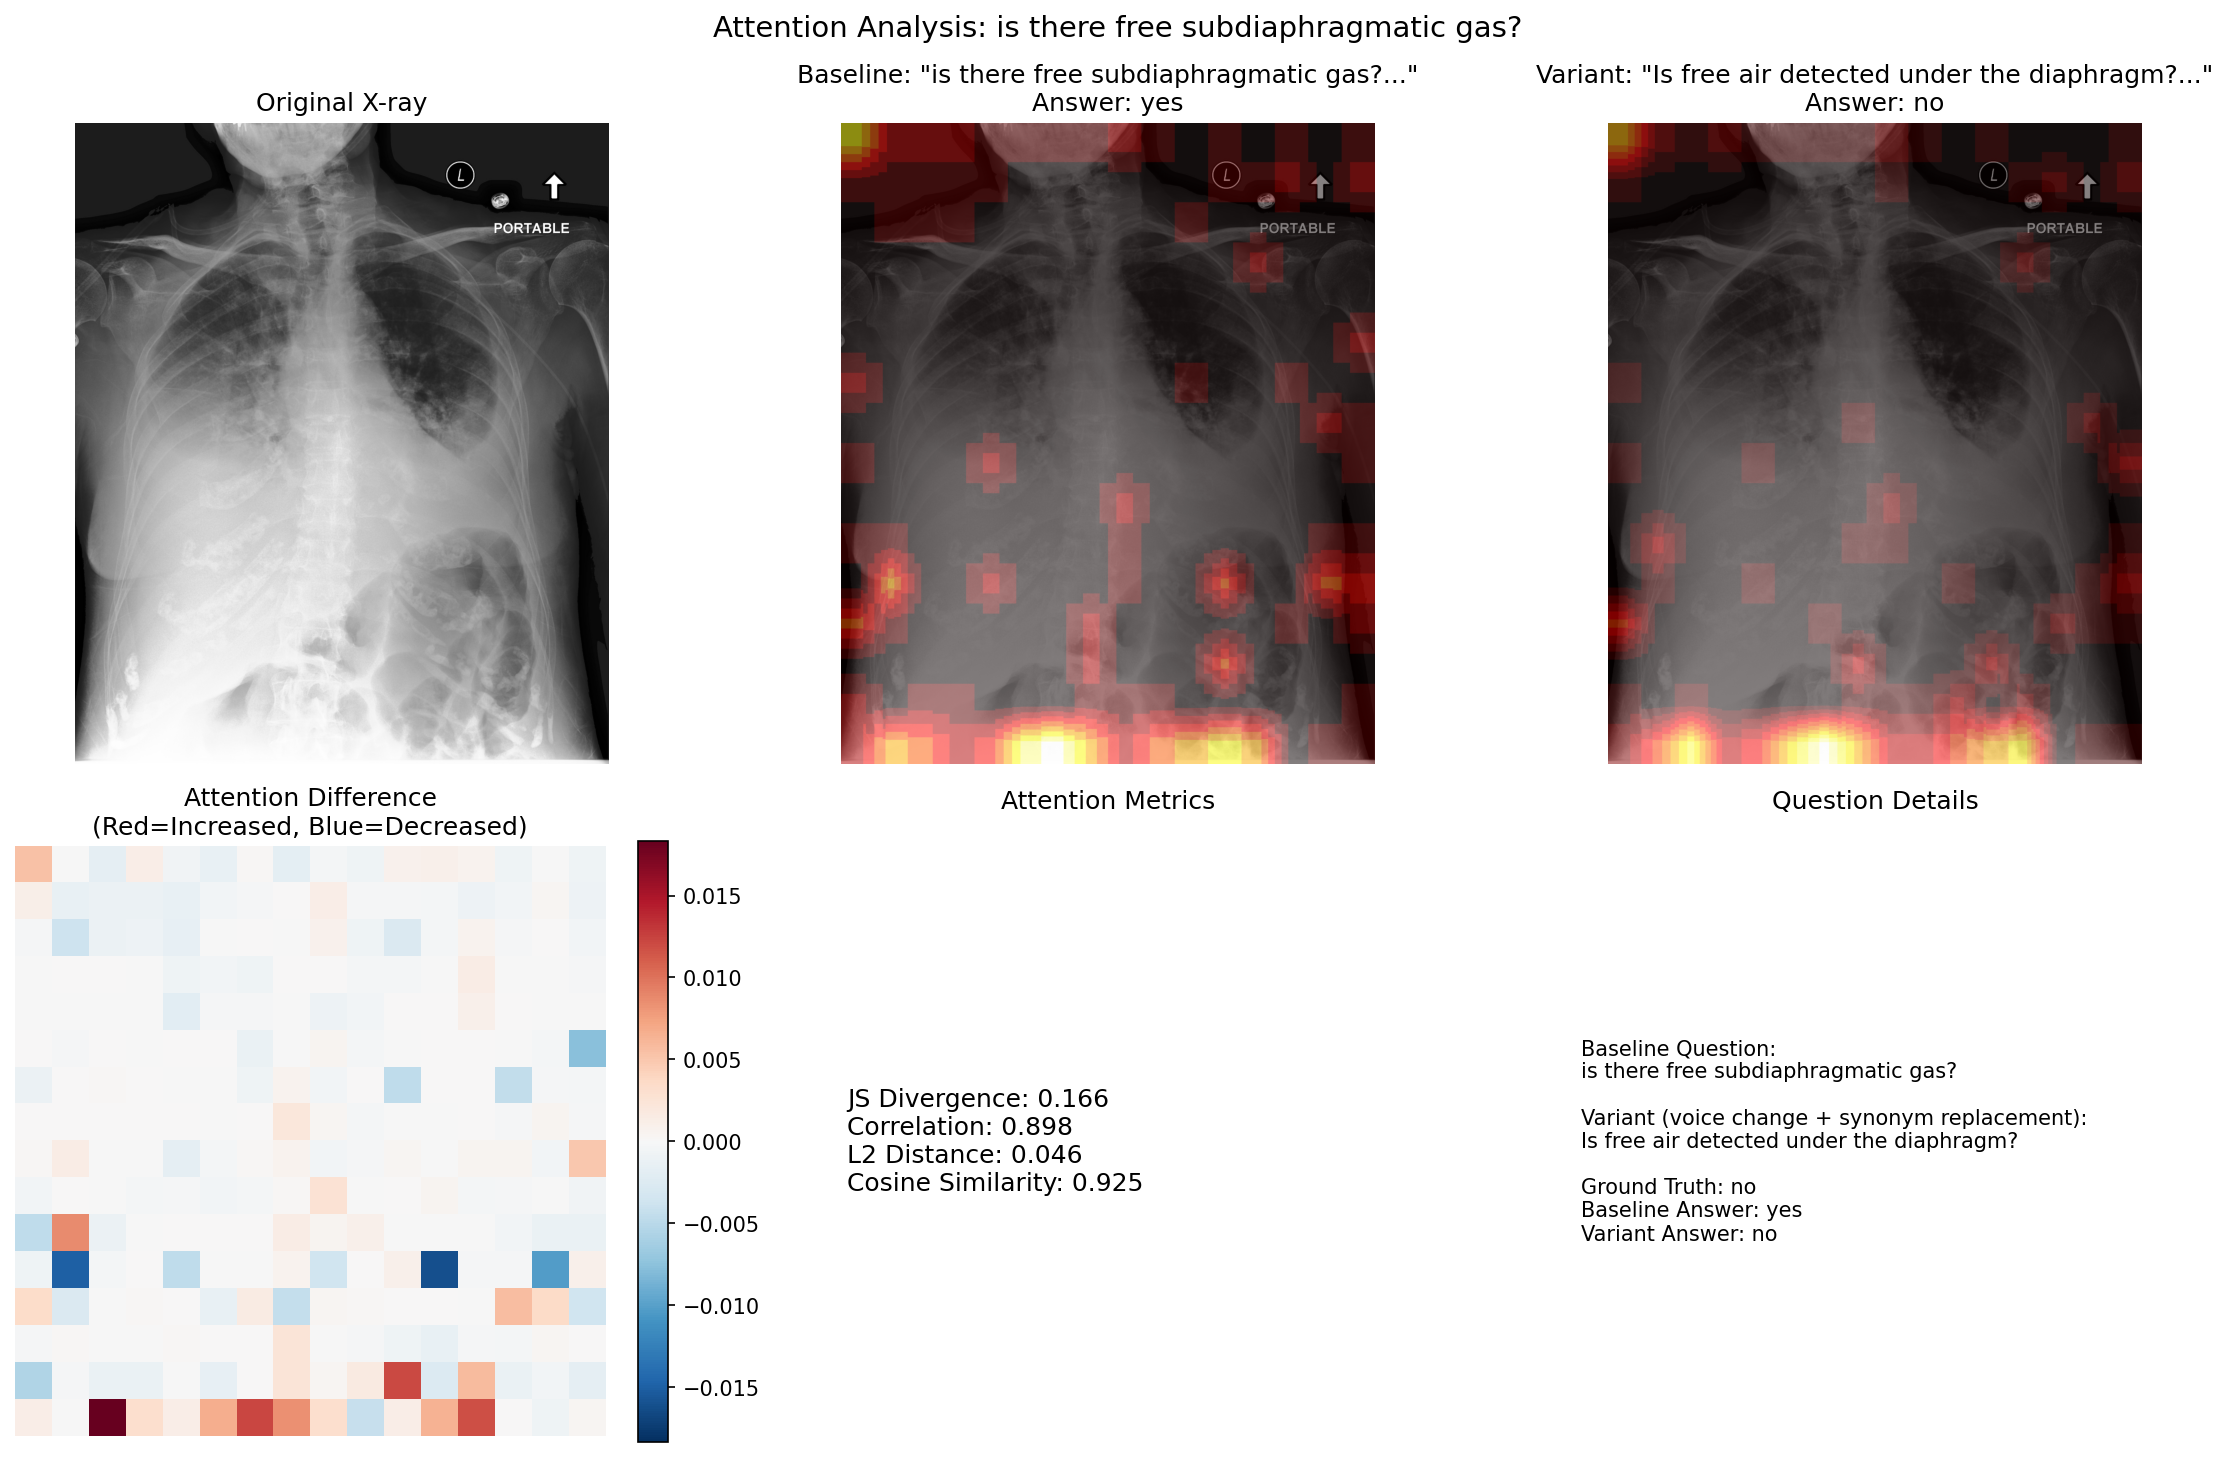 Attention Analysis: is there free subdiaphragmatic gas?
Original X-ray
Baseline: "is there free subdiaphragmatic gas?..."
Answer: yes
Variant: "Is free air detected under the diaphragm?..."
Answer: no
L
PORTABLE
L
PORTABLE
L
PORTABLE
Attention Difference
(Red=Increased, Blue=Decreased)
0.015
0.010
0.005
0.000
−0.005
−0.010
−0.015
Attention Metrics
JS Divergence: 0.166
Correlation: 0.898
L2 Distance: 0.046
Cosine Similarity: 0.925
Question Details
Baseline Question:
is there free subdiaphragmatic gas?
Variant (voice change + synonym replacement):
Is free air detected under the diaphragm?
Ground Truth: no
Baseline Answer: yes
Variant Answer: no